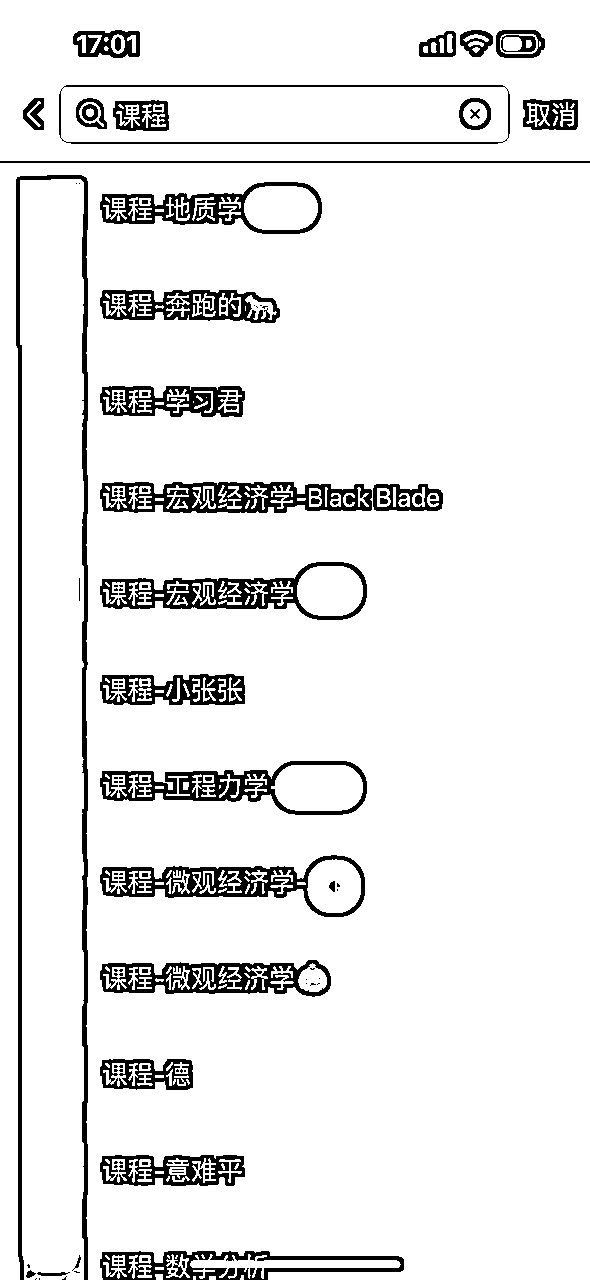 17:01
课程
取消
课程-地质学
课程-奔跑的🐎
课程-学习君
课程-宏观经济学-Black Blade
课程-宏观经济学
课程-小张张
课程-工程力学
课程-微观经济学-
课程-微观经济学
课程-德
课程-意难平
课程-数学分析